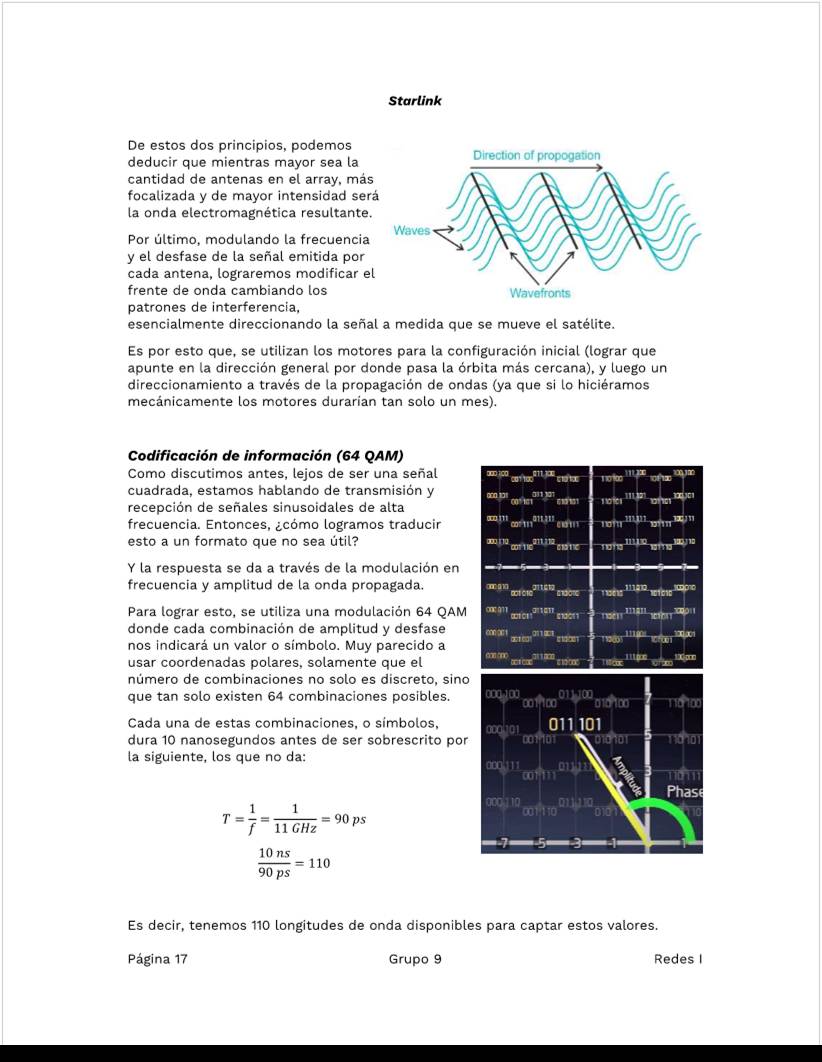 Starlink
De estos dos principios, podemos
deducir que mientras mayor sea la
cantidad de antenas en el array, más
focalizada y de mayor intensidad será
la onda electromagnética resultante.
Por último, modulando la frecuencia
y el desfase de la señal emitida por
cada antena, lograremos modificar el
frente de onda cambiando los
patrones de interferencia,
esencialmente direccionando la señal a medida que se mueve el satélite.
Direction of propogation
Waves
Wavefronts
Es por esto que, se utilizan los motores para la configuración inicial (lograr que
apunte en la dirección general por donde pasa la órbita más cercana), y luego un
direccionamiento a través de la propagación de ondas (ya que si lo hiciéramos
mecánicamente los motores durarían tan solo un mes).
Codificación de información (64 QAM)
Como discutimos antes, lejos de ser una señal
cuadrada, estamos hablando de transmisión y
recepción de señales sinusoidales de alta
frecuencia. Entonces, ¿cómo logramos traducir
esto a un formato que no sea útil?
Y la respuesta se da a través de la modulación en
frecuencia y amplitud de la onda propagada.
Para lograr esto, se utiliza una modulación 64 QAM
donde cada combinación de amplitud y desfase
nos indicará un valor o símbolo. Muy parecido a
usar coordenadas polares, solamente que el
número de combinaciones no solo es discreto, sino
que tan solo existen 64 combinaciones posibles.
Cada una de estas combinaciones, o símbolos,
dura 10 nanosegundos antes de ser sobrescrito por
la siguiente, los que no da:
T = 1/f = 1/11 GHz = 90 ps
10 ns/90 ps = 110
000 100 001 100 011 100 010 100 7 110 100
011 101
000 101 001 101 010 101 5 110 101
000 111 001 111 011 111 3 110 111
Amplitude
Phase
000 110 001 110 011 110
-7 -5 -3 -1 1
Es decir, tenemos 110 longitudes de onda disponibles para captar estos valores.
Página 17 Grupo 9 Redes I